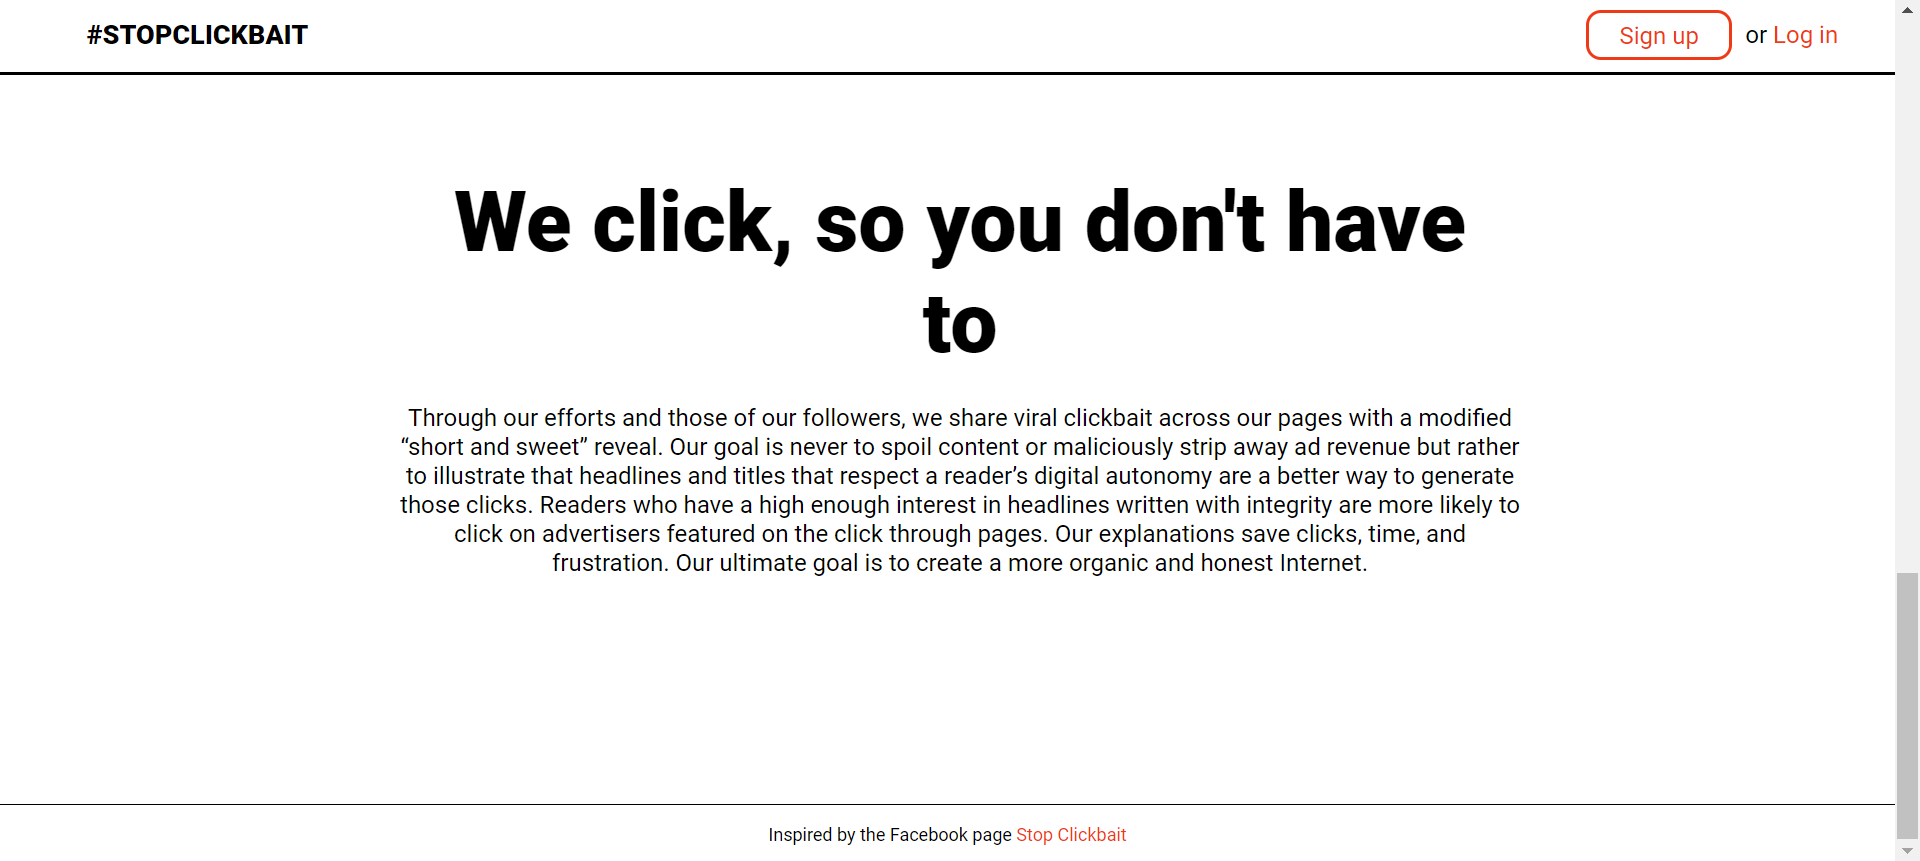 #STOPCLICKBAIT
Sign up or Log in
We click, so you don't have
to
Through our efforts and those of our followers, we share viral clickbait across our pages with a modified
“short and sweet” reveal. Our goal is never to spoil content or maliciously strip away ad revenue but rather
to illustrate that headlines and titles that respect a reader’s digital autonomy are a better way to generate
those clicks. Readers who have a high enough interest in headlines written with integrity are more likely to
click on advertisers featured on the click through pages. Our explanations save clicks, time, and
frustration. Our ultimate goal is to create a more organic and honest Internet.
Inspired by the Facebook page Stop Clickbait